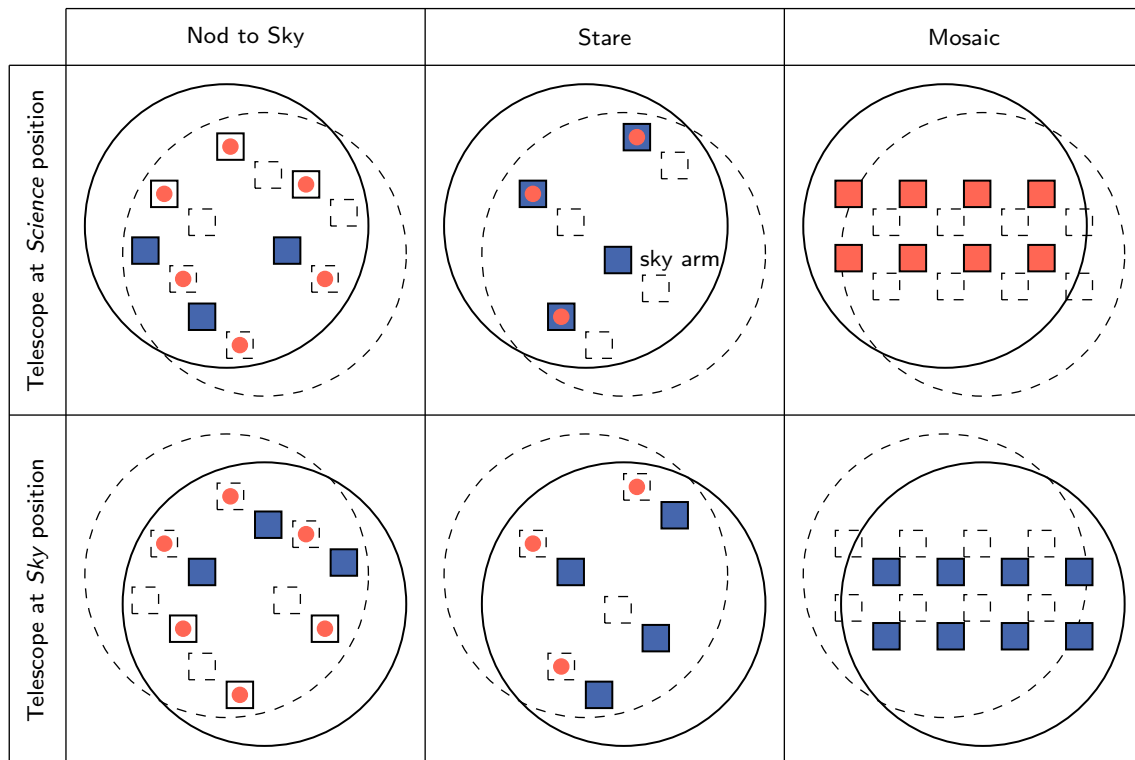 Nod to Sky
Stare
Mosaic
Telescope at Science position
sky arm
Telescope at Sky position